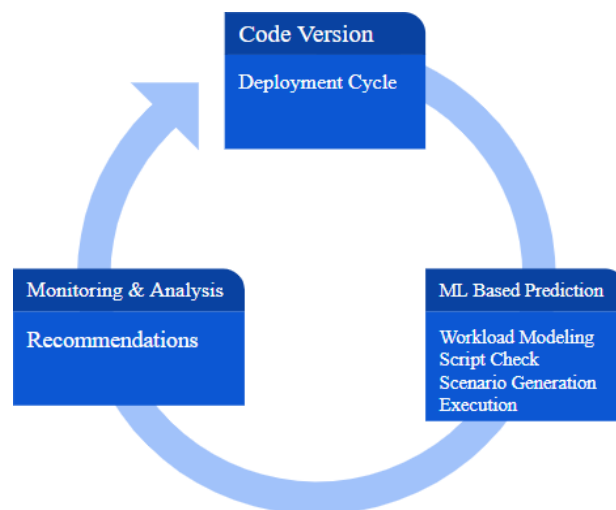 Code Version
Deployment Cycle
ML Based Prediction
Workload Modeling
Script Check
Scenario Generation
Execution
Monitoring & Analysis
Recommendations